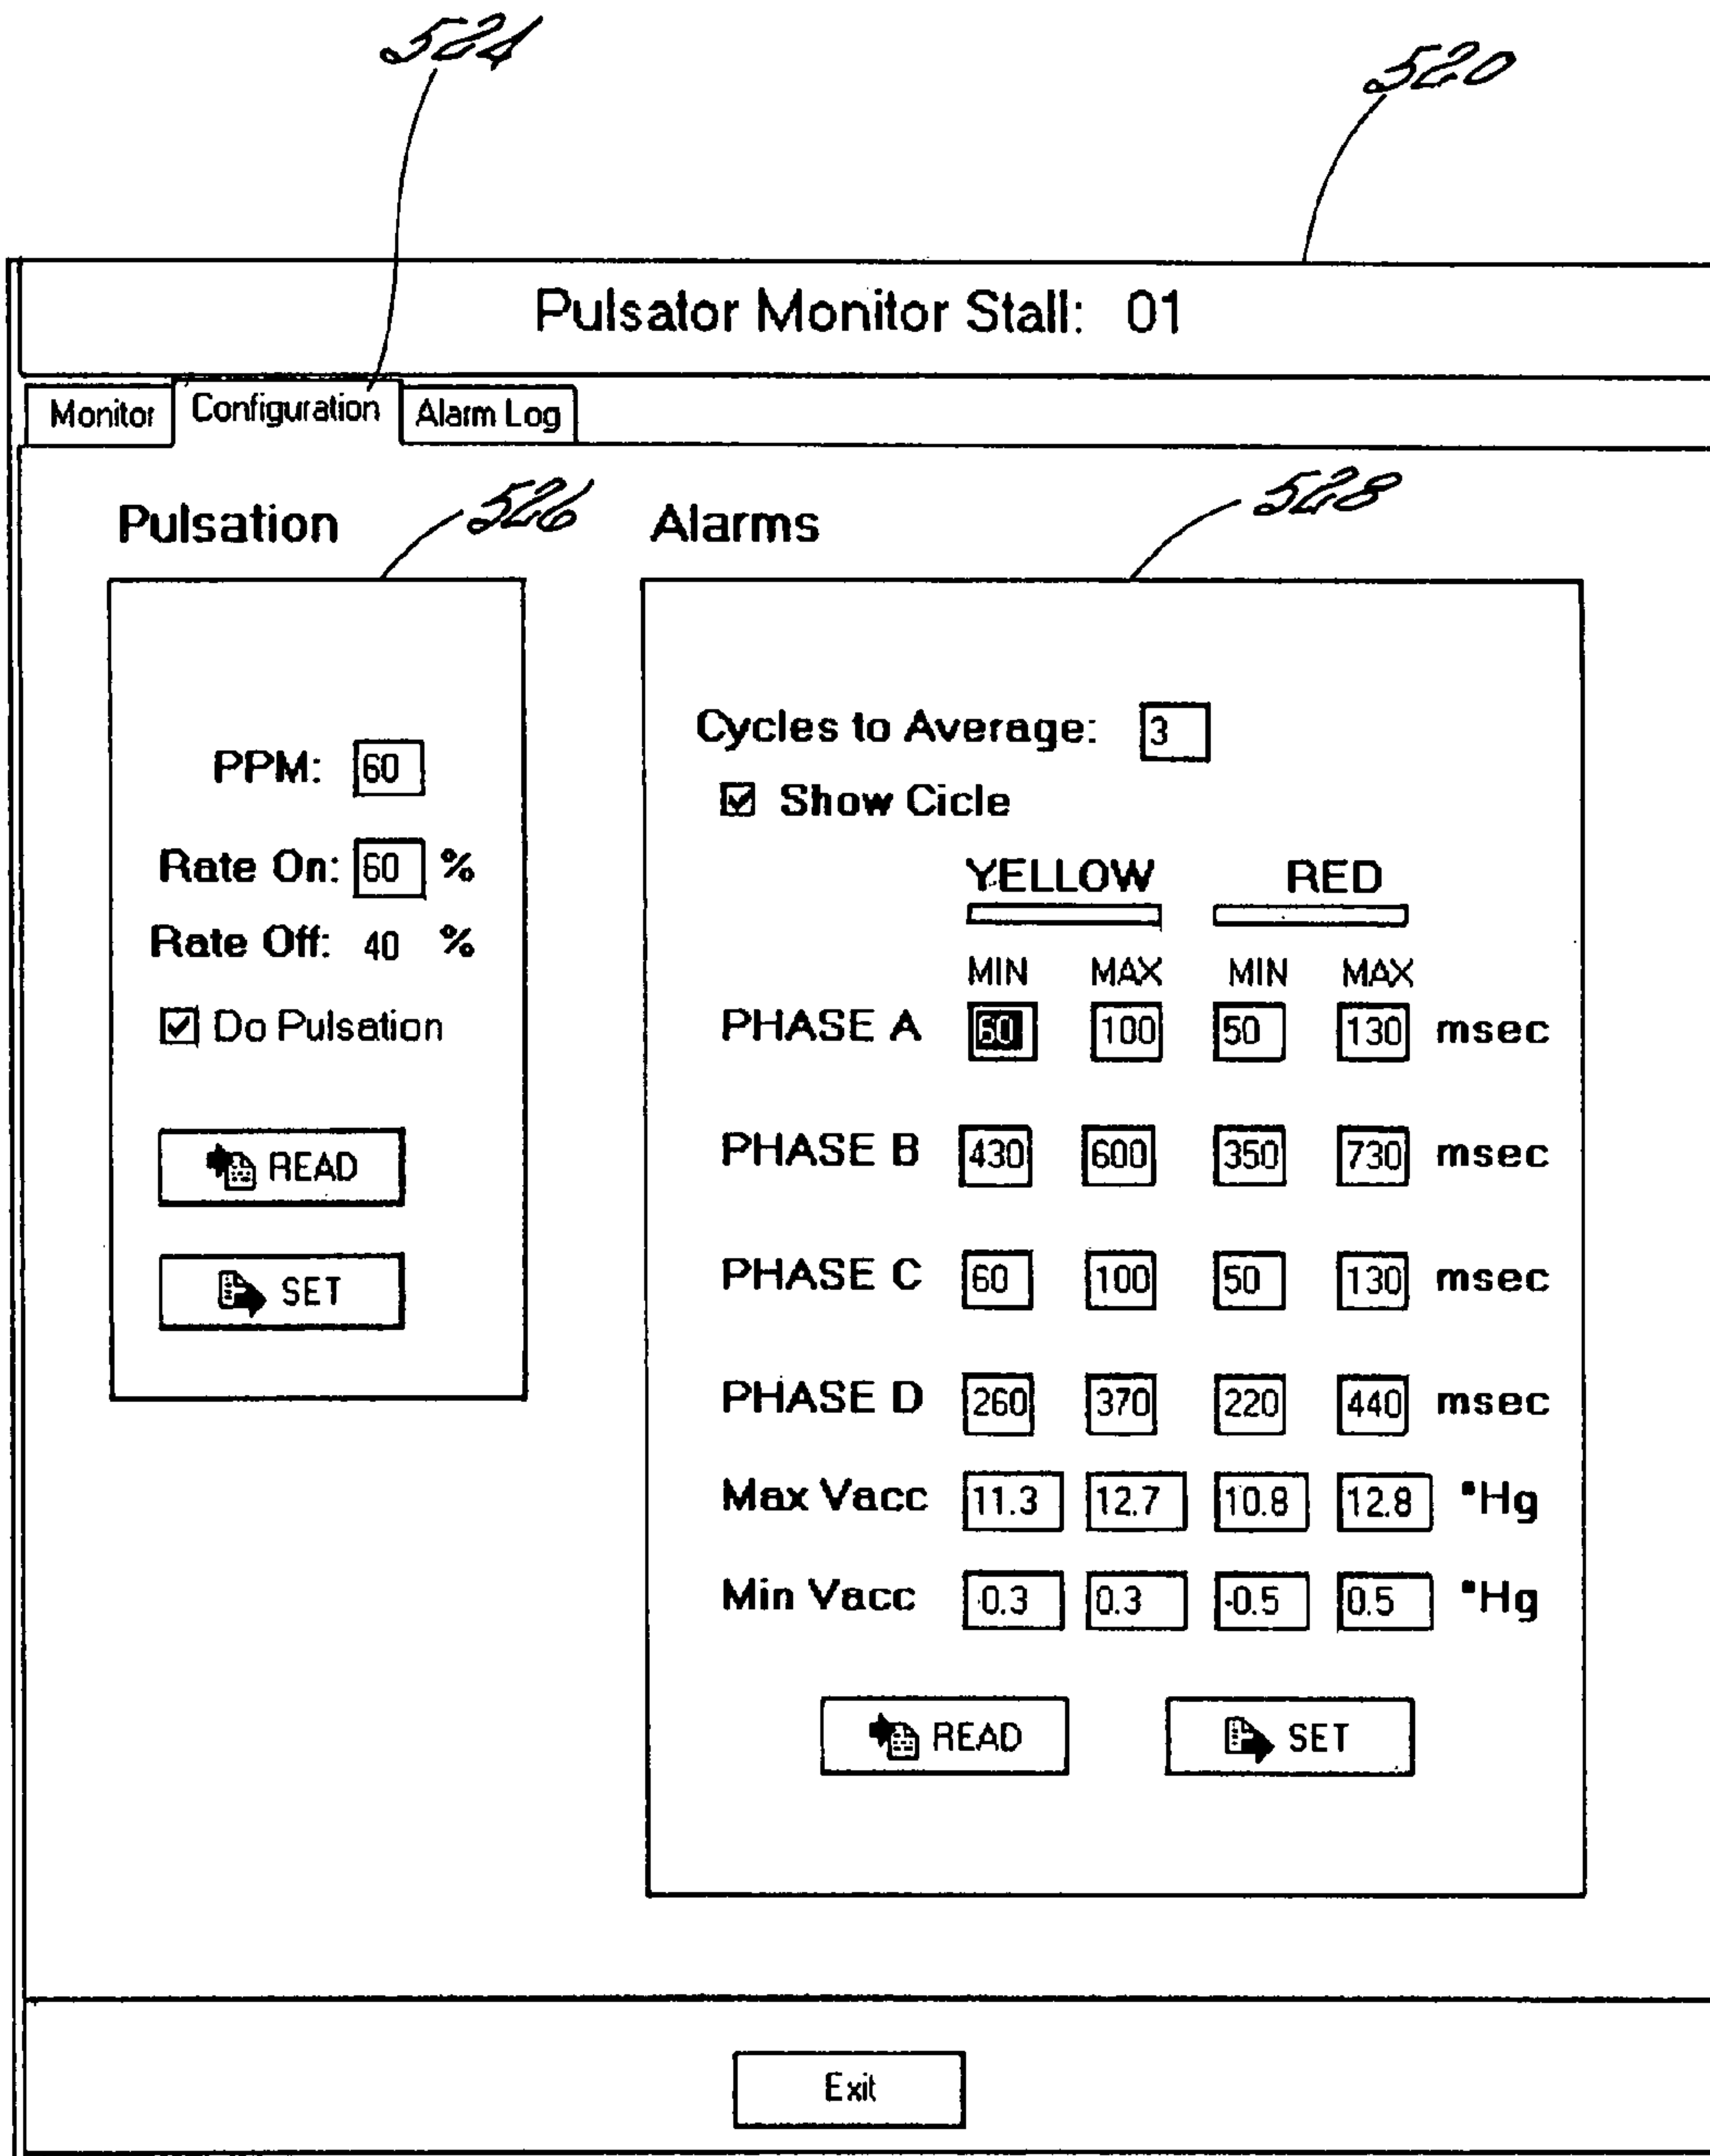 524 520
Pulsator Monitor Stall: 01
Monitor Configuration Alarm Log
Pulsation 526 Alarms 528
Cycles to Average: 3
PPM: 60
Show Cicle
Rate On: 60 %
YELLOW RED
Rate Off: 40 %
MIN MAX MIN MAX
Do Pulsation
PHASE A 60 100 50 130 msec
READ
PHASE B 430 600 350 730 msec
SET
PHASE C 60 100 50 130 msec
PHASE D 260 370 220 440 msec
Max Vacc 11.3 12.7 10.8 12.8 "Hg
Min Vacc -0.3 0.3 -0.5 0.5 "Hg
READ SET
Exit